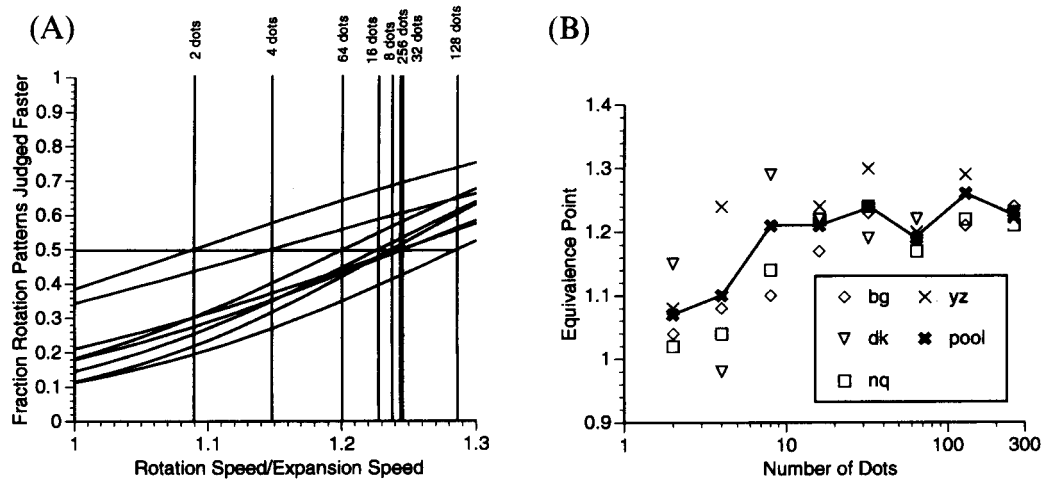 (A)
2 dots
4 dots
64 dots
16 dots
8 dots
256 dots
32 dots
128 dots
Fraction Rotation Patterns Judged Faster
1
0.9
0.8
0.7
0.6
0.5
0.4
0.3
0.2
0.1
0
1
1.1
1.2
1.3
Rotation Speed/Expansion Speed
(B)
Equivalence Point
1.4
1.3
1.2
1.1
1
0.9
bg
yz
dk
pool
nq
1
10
100
300
Number of Dots